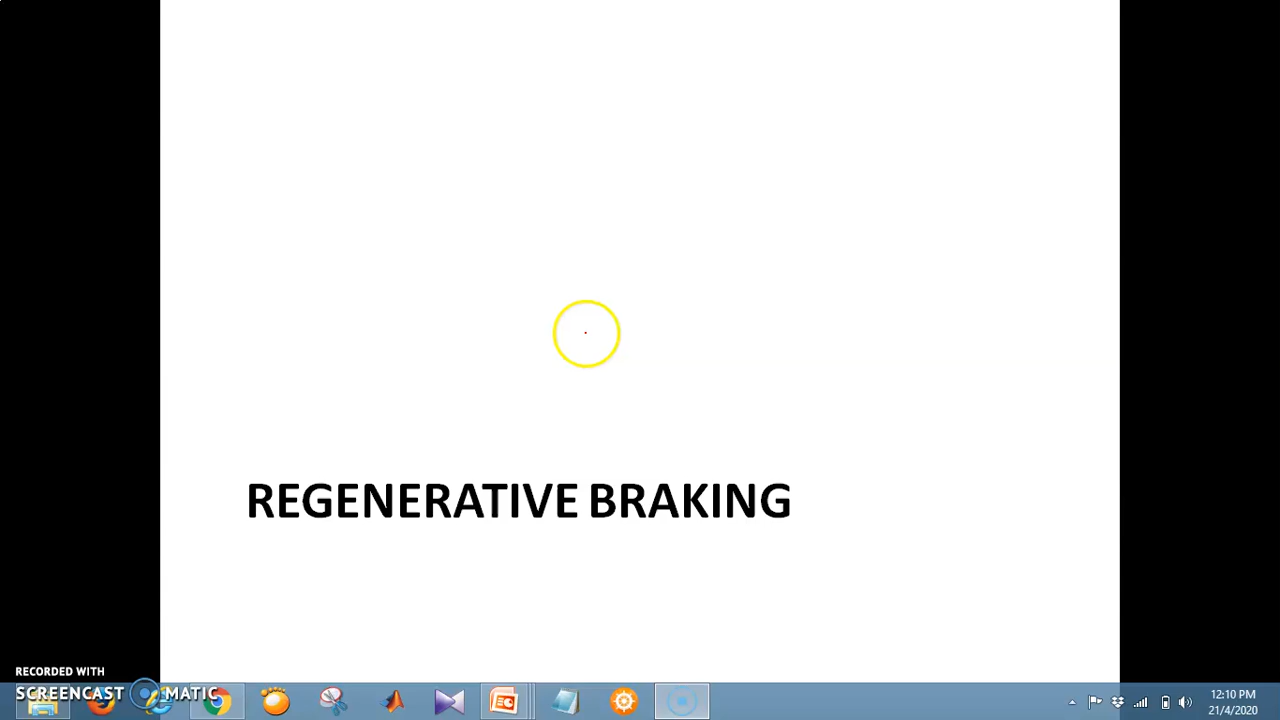 REGENERATIVE BRAKING
RECORDED WITH
SCREENCAST MATIC
12:10 PM
21/4/2020